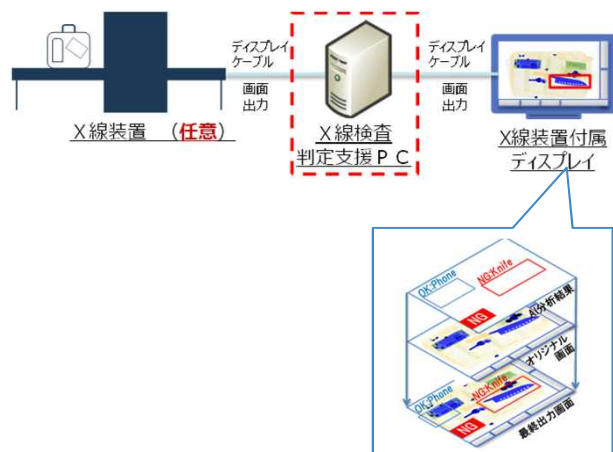 ディスプレイ
ケーブル
画面
出力
ディスプレイ
ケーブル
画面
出力
X線装置 （任意）
X線検査
判定支援PC
X線装置付属
ディスプレイ
OK:Phone
NG:Knife
NG
AI分析結果
オリジナル
画面
OK:Phone
NG:Knife
NG
最終出力画面